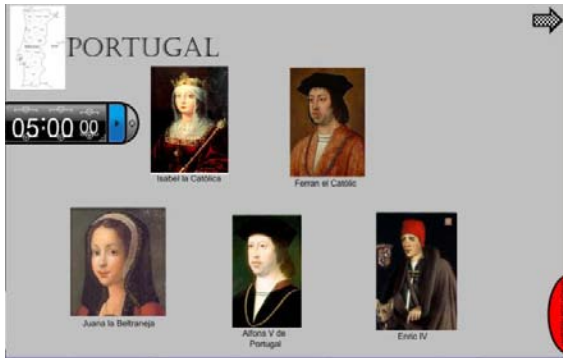 PORTUGAL
05:00 00
Isabel la Catòlica
Ferran el Catòlic
Juana la Beltraneja
Alfons V de
Portugal
Enric IV